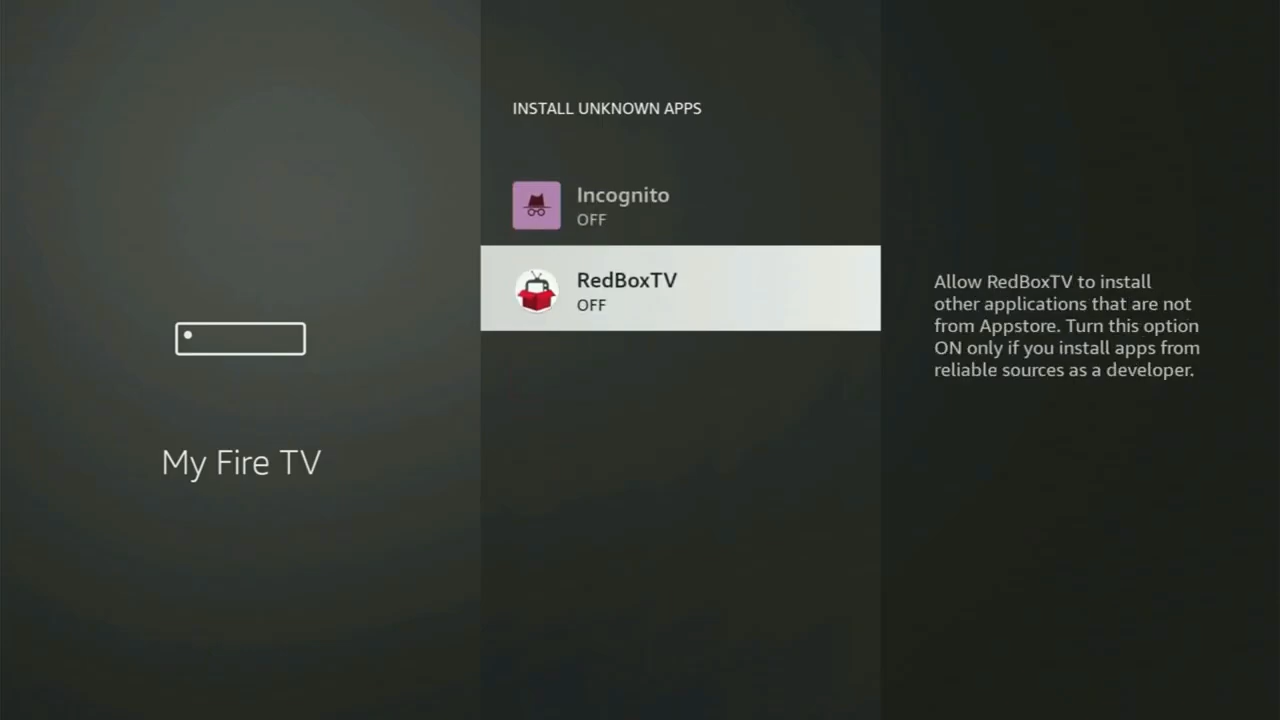 INSTALL UNKNOWN APPS
Incognito
OFF
RedBoxTV
OFF
My Fire TV
Allow RedBoxTV to install
other applications that are not
from Appstore. Turn this option
ON only if you install apps from
reliable sources as a developer.